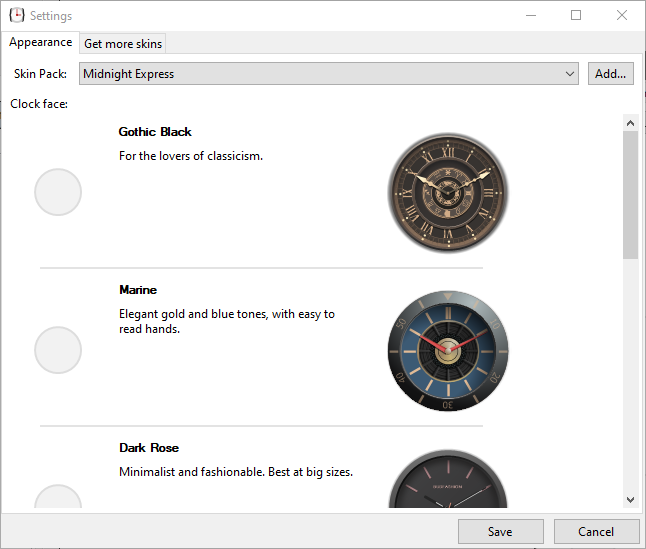 Settings
Appearance
Get more skins
Skin Pack:
Midnight Express
Add...
Clock face:
Gothic Black
For the lovers of classicism.
XII
Marine
Elegant gold and blue tones, with easy to
read hands.
50
10
40
20
30
Dark Rose
Minimalist and fashionable. Best at big sizes.
Save
Cancel